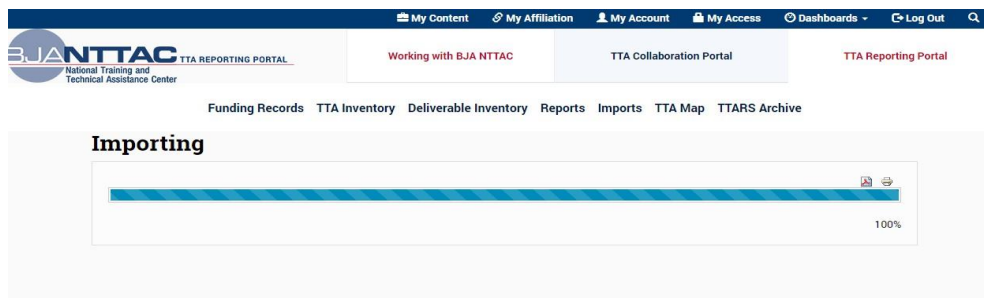 My Content My Affiliation My Account My Access Dashboards Log Out
BJANTTAC TTA REPORTING PORTAL
National Training and
Technical Assistance Center
Working with BJA NTTAC TTA Collaboration Portal TTA Reporting Portal
Funding Records TTA Inventory Deliverable Inventory Reports Imports TTA Map TTARS Archive
Importing
100%